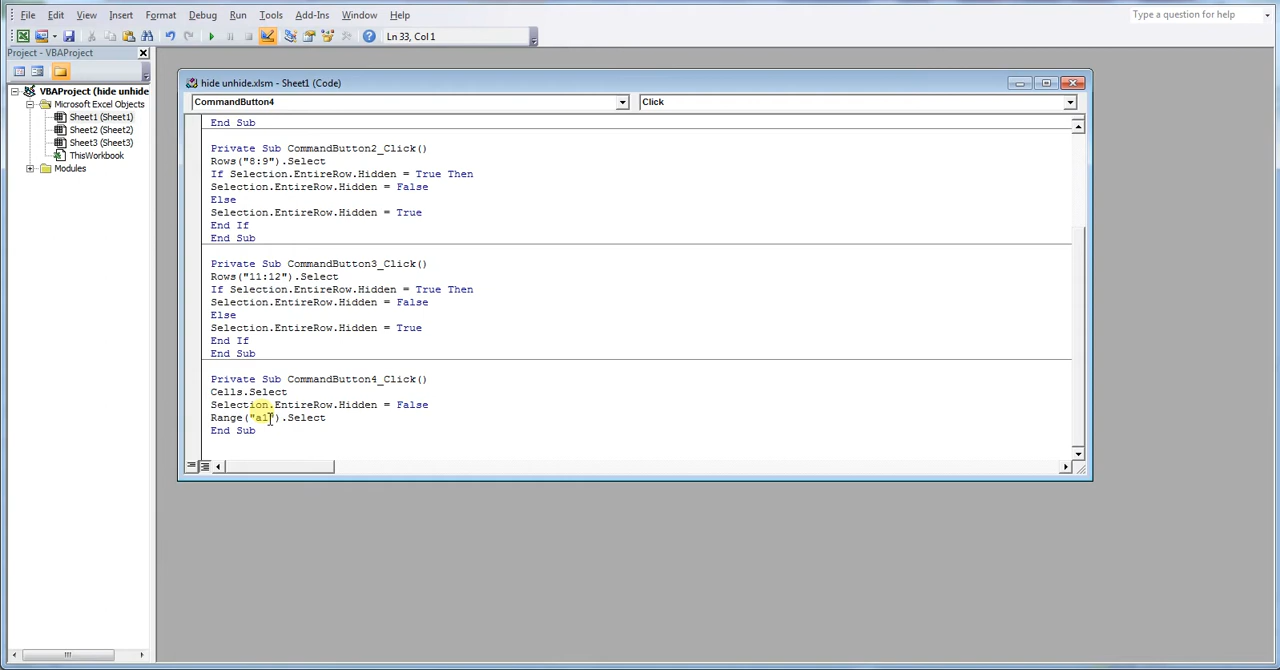 File Edit View Insert Format Debug Run Tools Add-Ins Window Help
Type a question for help
Ln 33, Col 1
Project - VBAProject
VBAProject (hide unhide
Microsoft Excel Objects
Sheet1 (Sheet1)
Sheet2 (Sheet2)
Sheet3 (Sheet3)
ThisWorkbook
Modules
hide unhide.xlsm - Sheet1 (Code)
CommandButton4
Click
End Sub
Private Sub CommandButton2_Click()
Rows("8:9").Select
If Selection.EntireRow.Hidden = True Then
Selection.EntireRow.Hidden = False
Else
Selection.EntireRow.Hidden = True
End If
End Sub
Private Sub CommandButton3_Click()
Rows("11:12").Select
If Selection.EntireRow.Hidden = True Then
Selection.EntireRow.Hidden = False
Else
Selection.EntireRow.Hidden = True
End If
End Sub
Private Sub CommandButton4_Click()
Cells.Select
Selection.EntireRow.Hidden = False
Range("a1").Select
End Sub